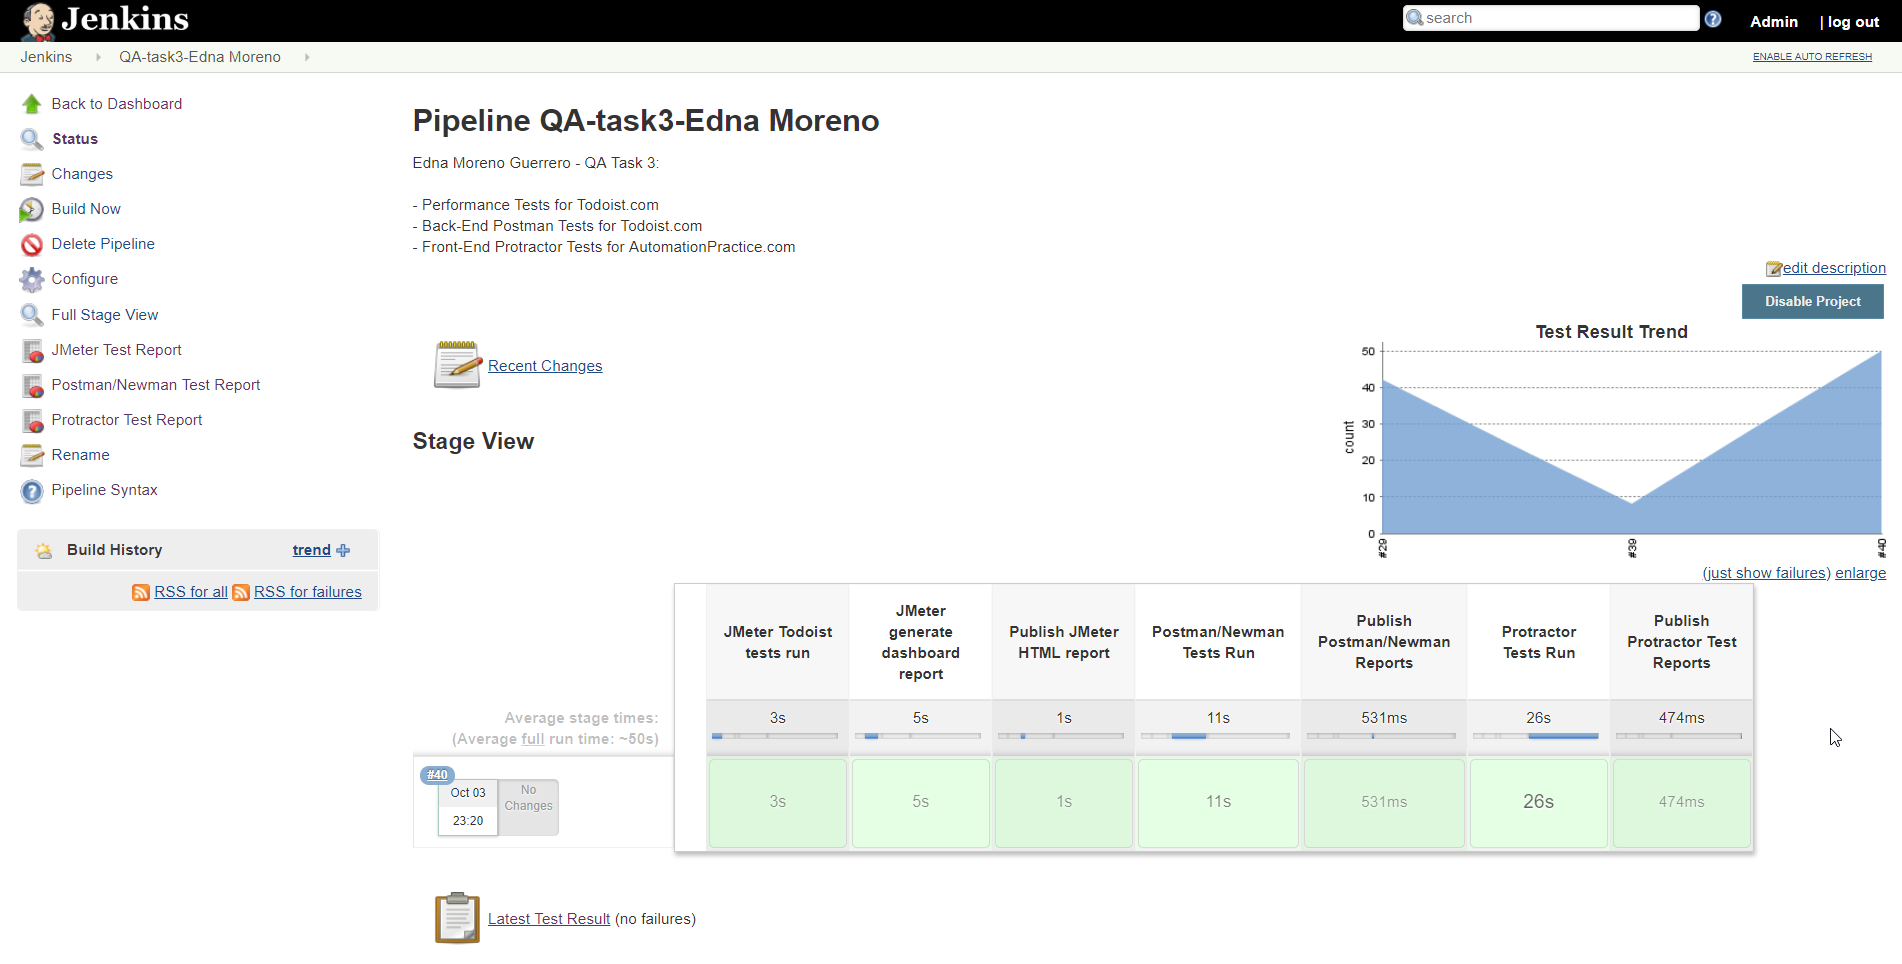 Jenkins
search
Admin
| log out
Jenkins
QA-task3-Edna Moreno
ENABLE AUTO REFRESH
Back to Dashboard
Status
Changes
Build Now
Delete Pipeline
Configure
Full Stage View
JMeter Test Report
Postman/Newman Test Report
Protractor Test Report
Rename
Pipeline Syntax
Build History
trend
RSS for all
RSS for failures
Pipeline QA-task3-Edna Moreno
Edna Moreno Guerrero - QA Task 3:
- Performance Tests for Todoist.com
- Back-End Postman Tests for Todoist.com
- Front-End Protractor Tests for AutomationPractice.com
edit description
Disable Project
Recent Changes
Test Result Trend
50
40
30
20
10
0
count
#29
#39
#40
(just show failures) enlarge
Stage View
JMeter Todoist
tests run
JMeter
generate
dashboard
report
Publish JMeter
HTML report
Postman/Newman
Tests Run
Publish
Postman/Newman
Reports
Protractor
Tests Run
Publish
Protractor Test
Reports
Average stage times:
(Average full run time: ~50s)
3s
5s
1s
11s
531ms
26s
474ms
#40
Oct 03
23:20
No
Changes
3s
5s
1s
11s
531ms
26s
474ms
Latest Test Result (no failures)